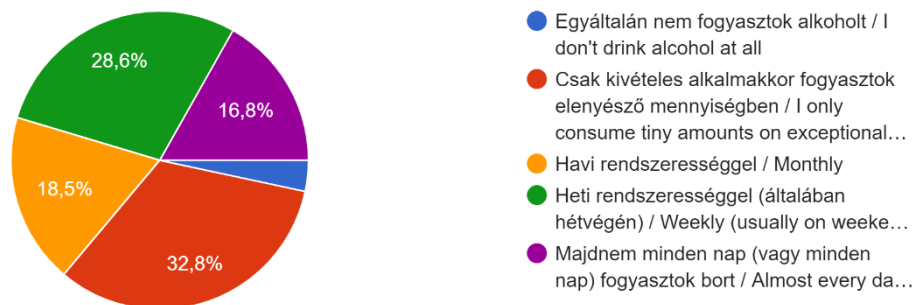 28,6%
16,8%
18,5%
32,8%
Egyáltalán nem fogyasztok alkoholt / I
don't drink alcohol at all
Csak kivételes alkalmakkor fogyasztok
elenyésző mennyiségben / I only
consume tiny amounts on exceptional…
Havi rendszerességgel / Monthly
Heti rendszerességgel (általában
hétvégén) / Weekly (usually on weeke…
Majdnem minden nap (vagy minden
nap) fogyasztok bort / Almost every da…